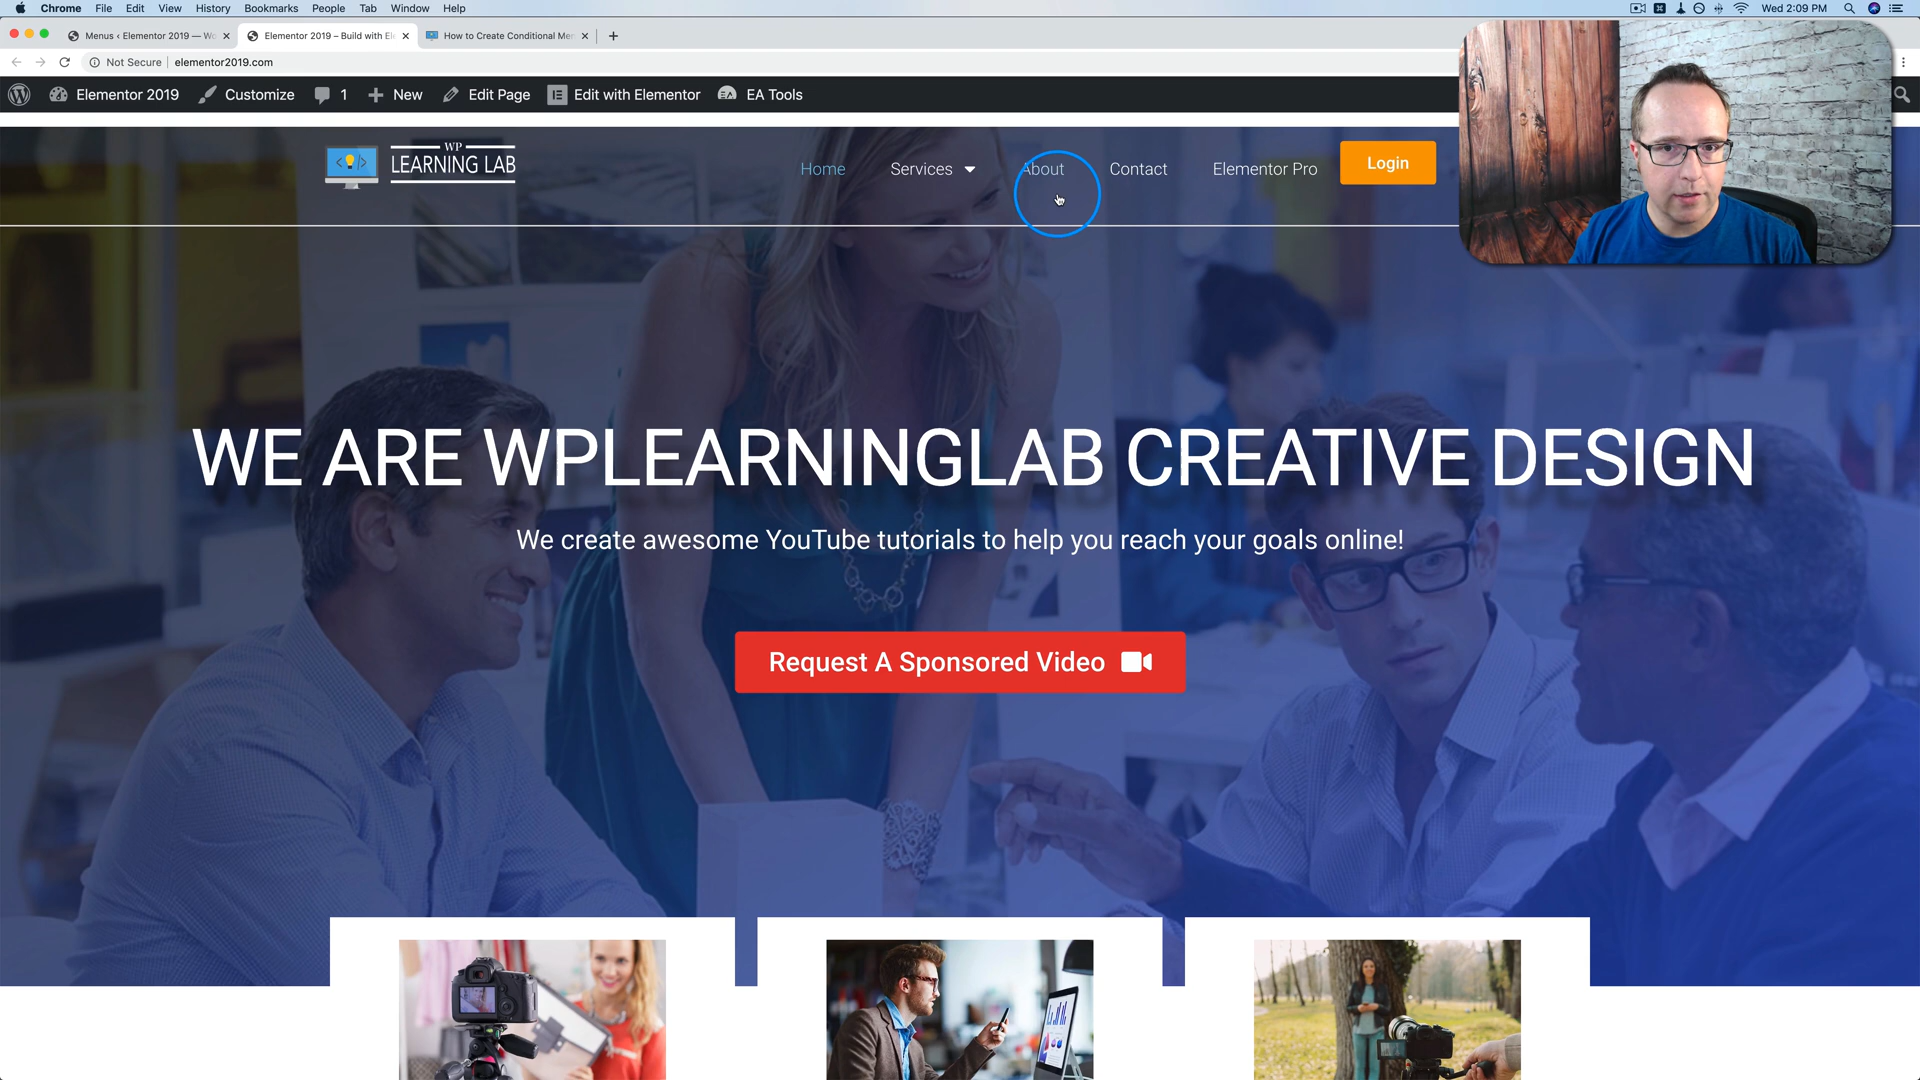 Chrome File Edit View History Bookmarks People Tab Window Help Wed 2:09 PM
Menus ‹ Elementor 2019 — Wo Elementor 2019 – Build with El How to Create Conditional Me
Not Secure elementor2019.com
Elementor 2019 Customize 1 New Edit Page Edit with Elementor EA Tools
WP
LEARNING LAB
Home Services About Contact Elementor Pro Login
WE ARE WPLEARNINGLAB CREATIVE DESIGN
We create awesome YouTube tutorials to help you reach your goals online!
Request A Sponsored Video